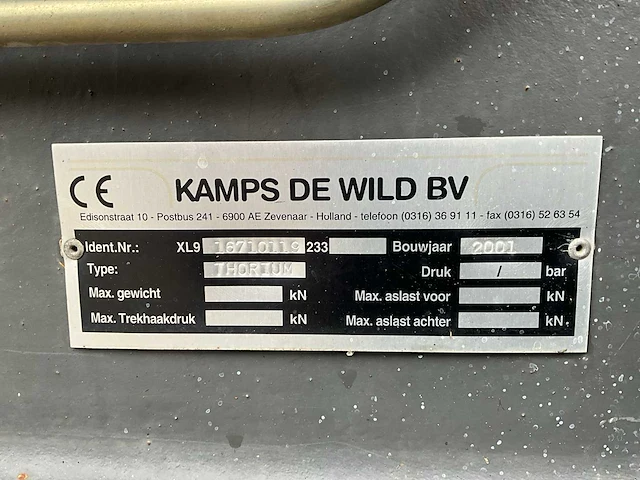 CE KAMPS DE WILD BV
Edisonstraat 10 - Postbus 241 - 6900 AE Zevenaar - Holland - telefoon (0316) 36 91 11 - fax (0316) 52 63 54
Ident.Nr.: XL9 16710119 233 Bouwjaar 2001
Type: THORIUM Druk / bar
Max. gewicht kN Max. aslast voor kN
Max. Trekhaakdruk kN Max. aslast achter kN